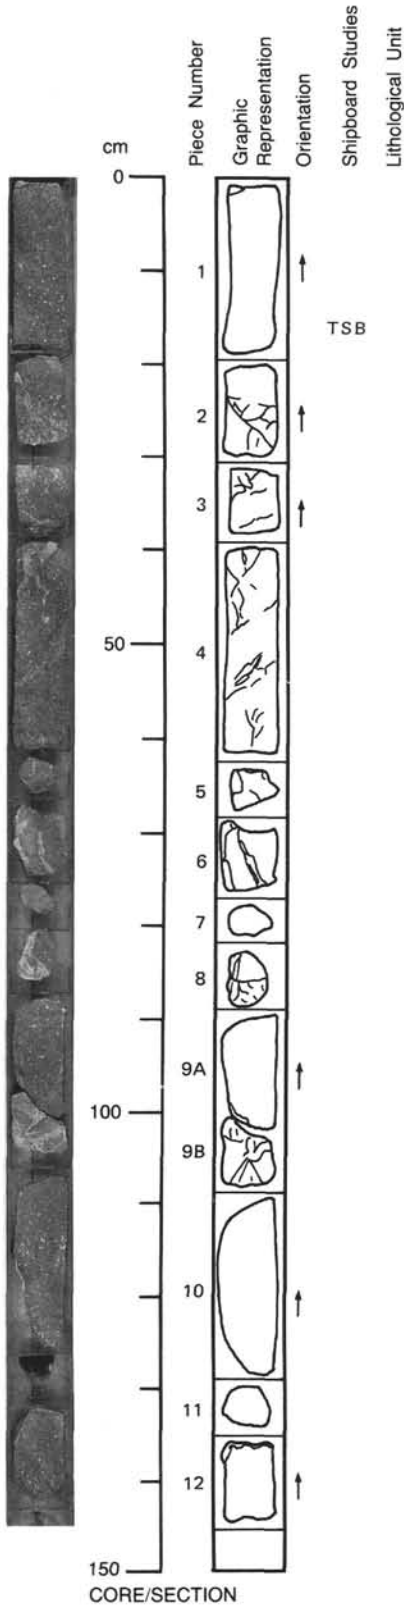 cm
Piece Number
Graphic
Representation
Orientation
Shipboard Studies
Lithological Unit
0
1
TSB
2
3
50
4
5
6
7
8
9A
100
9B
10
11
12
150
CORE/SECTION